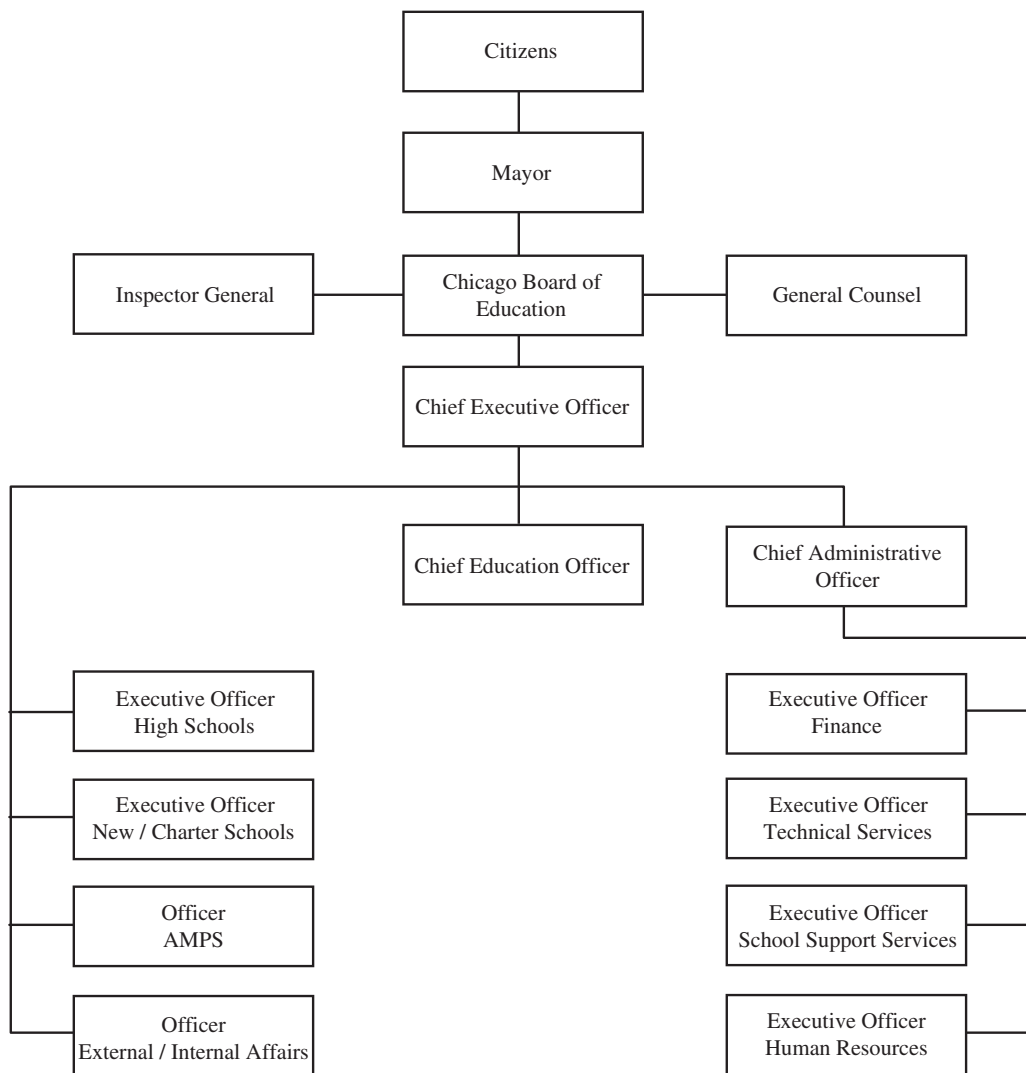 Citizens
Mayor
Inspector General
Chicago Board of
Education
General Counsel
Chief Executive Officer
Chief Education Officer
Chief Administrative
Officer
Executive Officer
High Schools
Executive Officer
Finance
Executive Officer
New / Charter Schools
Executive Officer
Technical Services
Officer
AMPS
Executive Officer
School Support Services
Officer
External / Internal Affairs
Executive Officer
Human Resources